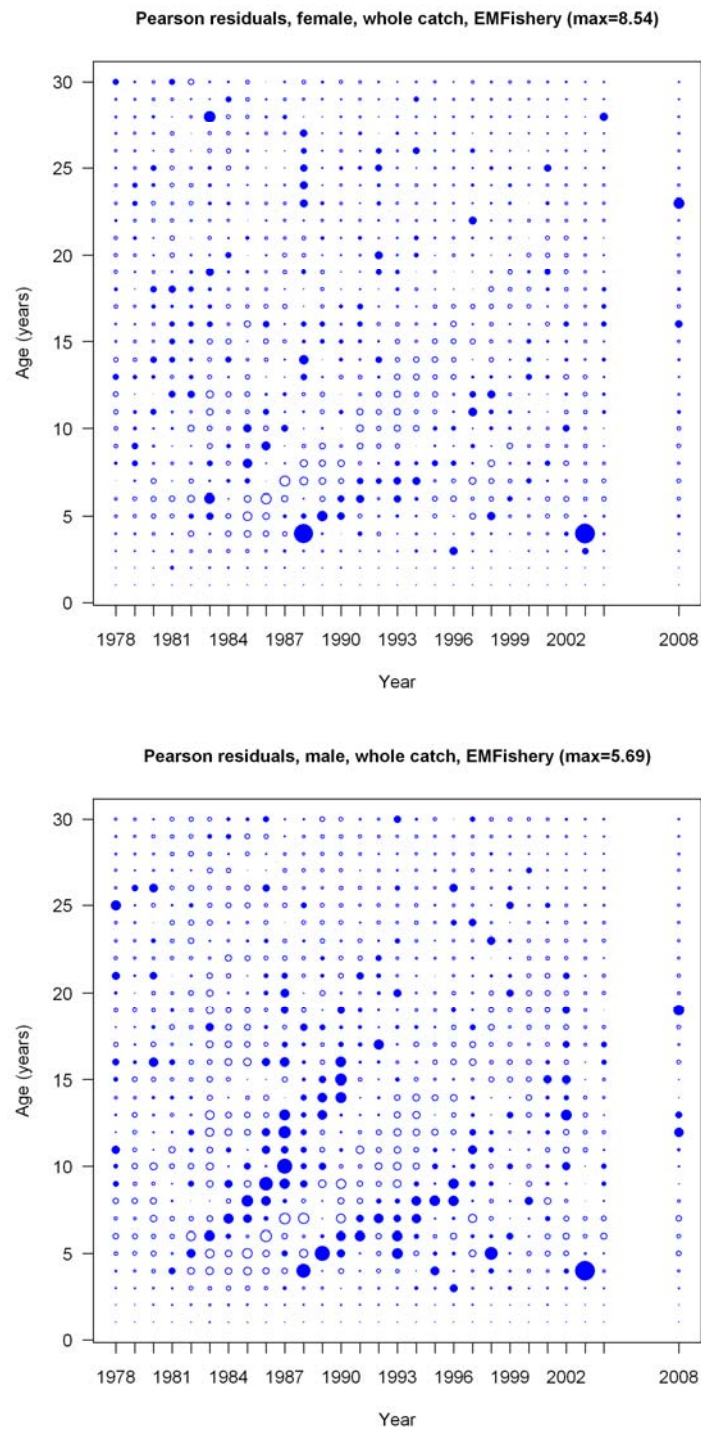 Pearson residuals, female, whole catch, EMFishery (max=8.54)
30
25
20
15
10
5
0
Age (years)
1978 1981 1984 1987 1990 1993 1996 1999 2002 2008
Year
Pearson residuals, male, whole catch, EMFishery (max=5.69)
30
25
20
15
10
5
0
Age (years)
1978 1981 1984 1987 1990 1993 1996 1999 2002 2008
Year